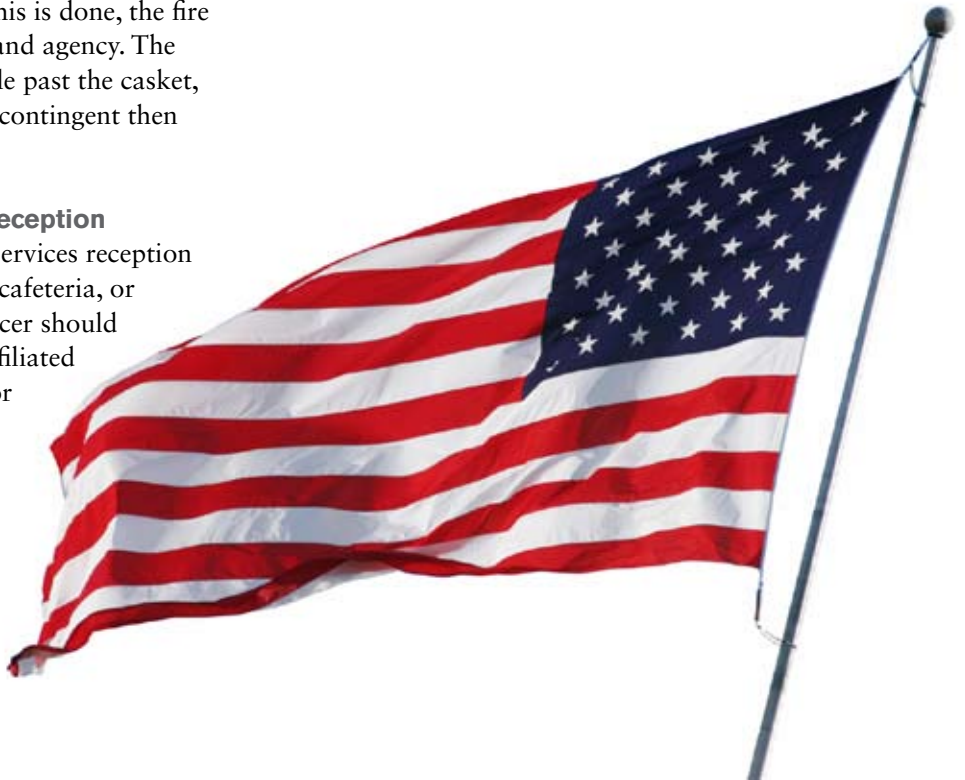 his is done, the fire
and agency. The
le past the casket,
contingent then
eception
ervices reception
cafeteria, or
cer should
filiated
or